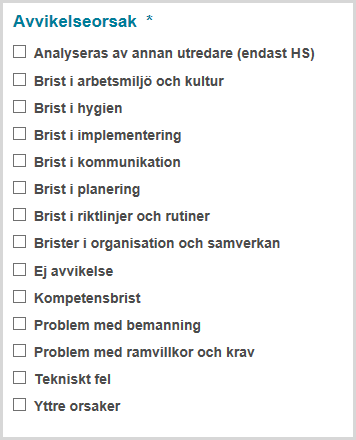 Avvikelseorsak *
Analyseras av annan utredare (endast HS)
Brist i arbetsmiljö och kultur
Brist i hygien
Brist i implementering
Brist i kommunikation
Brist i planering
Brist i riktlinjer och rutiner
Brister i organisation och samverkan
Ej avvikelse
Kompetensbrist
Problem med bemanning
Problem med ramvillkor och krav
Tekniskt fel
Yttre orsaker